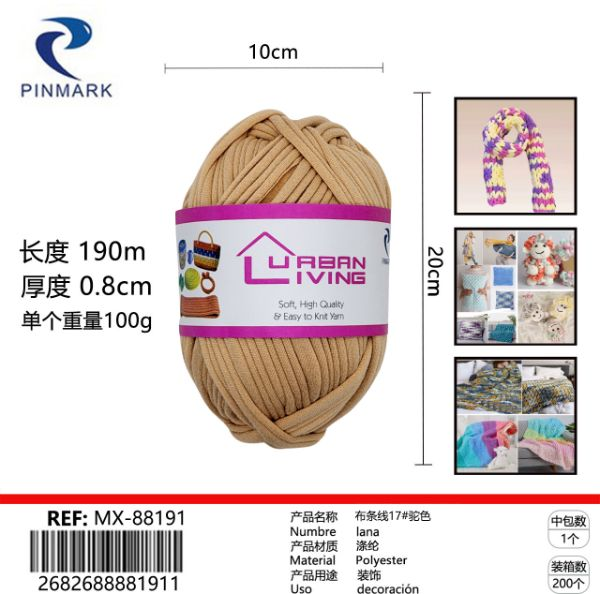 PINMARK
10cm
20cm
长度 190m
厚度 0.8cm
单个重量100g
URBAN
LIVING
Soft, High Quality
& Easy to Knit Yarn
PINMARK
REF: MX-88191
2682688881911
产品名称 布条线17#驼色
Numbre lana
产品材质 涤纶
Material Polyester
产品用途 装饰
Uso decoración
中包数
1个
装箱数
200个